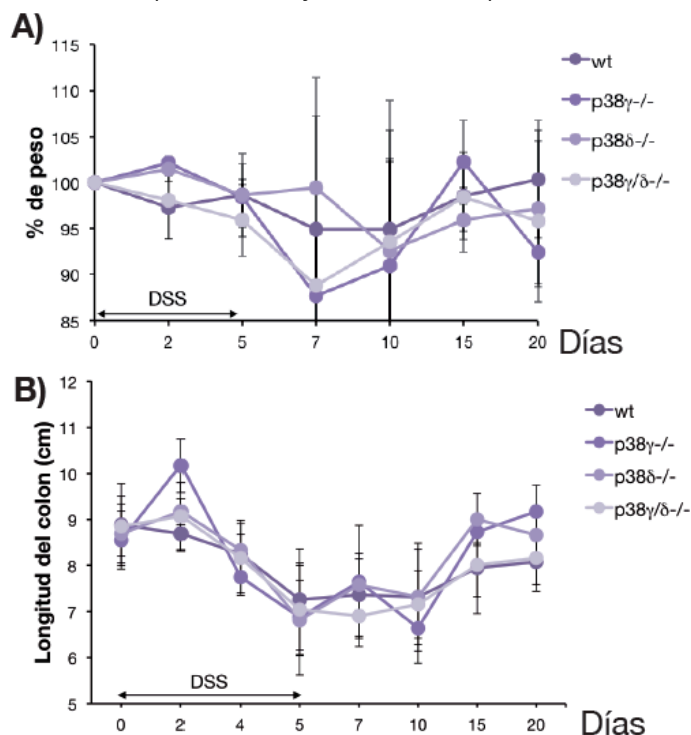 A)
115
110
105
100
95
90
85
% de peso
DSS
0 2 5 7 10 15 20
Días
wt
p38γ-/-
p38δ-/-
p38γ/δ-/-
B)
12
11
10
9
8
7
6
5
Longitud del colon (cm)
DSS
0 2 4 5 7 10 15 20
Días
wt
p38γ-/-
p38δ-/-
p38γ/δ-/-